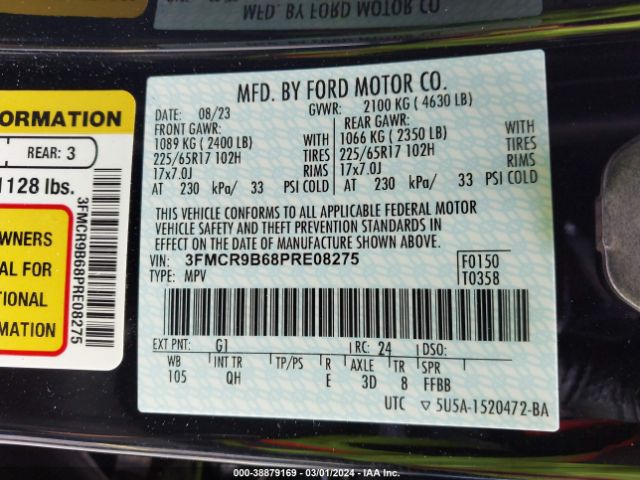 MFD. BY FORD MOTOR CO.
MFD. BY FORD MOTOR CO.
DATE: 08/23 GVWR: 2100 KG ( 4630 LB)
FRONT GAWR: REAR GAWR:
1089 KG ( 2400 LB) WITH 1066 KG ( 2350 LB) WITH
225/65R17 102H TIRES 225/65R17 102H TIRES
17x7.0J RIMS 17x7.0J RIMS
AT 230 kPa/ 33 PSI COLD AT 230 kPa/ 33 PSI COLD
THIS VEHICLE CONFORMS TO ALL APPLICABLE FEDERAL MOTOR
VEHICLE SAFETY AND THEFT PREVENTION STANDARDS IN
EFFECT ON THE DATE OF MANUFACTURE SHOWN ABOVE.
VIN: 3FMCR9B68PRE08275 F0150
TYPE: MPV T0358
EXT PNT: G1 RC: 24 DSO:
WB INT TR TP/PS R AXLE TR SPR
105 QH E 3D 8 FFBB
UTC ▽ 5U5A-1520472-BA
FORMATION
REAR: 3
1128 lbs.
3FMCR9B68PRE08275
WNERS
AL FOR
TIONAL
RMATION
000-38879169 - 03/01/2024 - IAA Inc.